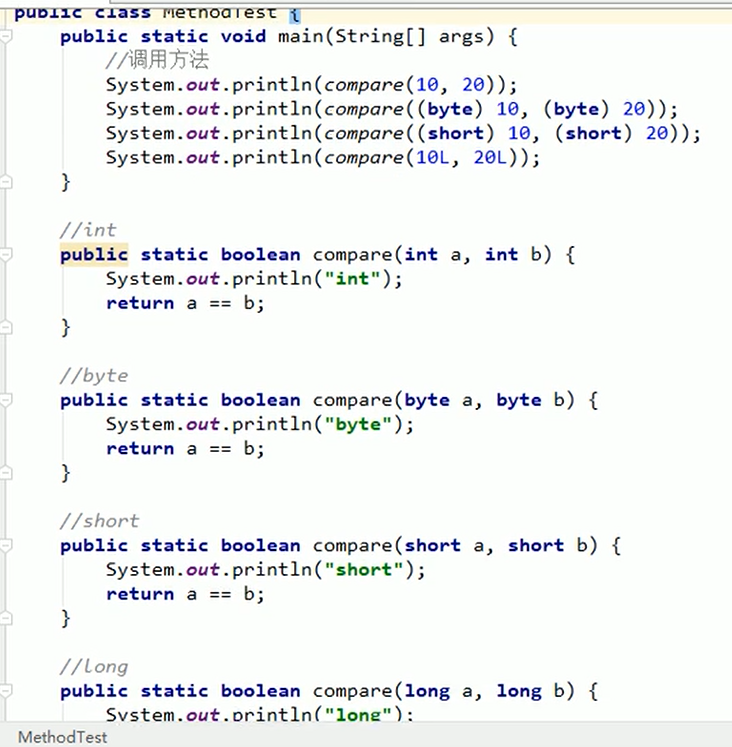 public class MethodTest {
    public static void main(String[] args) {
        //调用方法
        System.out.println(compare(10, 20));
        System.out.println(compare((byte) 10, (byte) 20));
        System.out.println(compare((short) 10, (short) 20));
        System.out.println(compare(10L, 20L));
    }
    //int
    public static boolean compare(int a, int b) {
        System.out.println("int");
        return a == b;
    }
    //byte
    public static boolean compare(byte a, byte b) {
        System.out.println("byte");
        return a == b;
    }
    //short
    public static boolean compare(short a, short b) {
        System.out.println("short");
        return a == b;
    }
    //long
    public static boolean compare(long a, long b) {
        System.out.println("long");
MethodTest